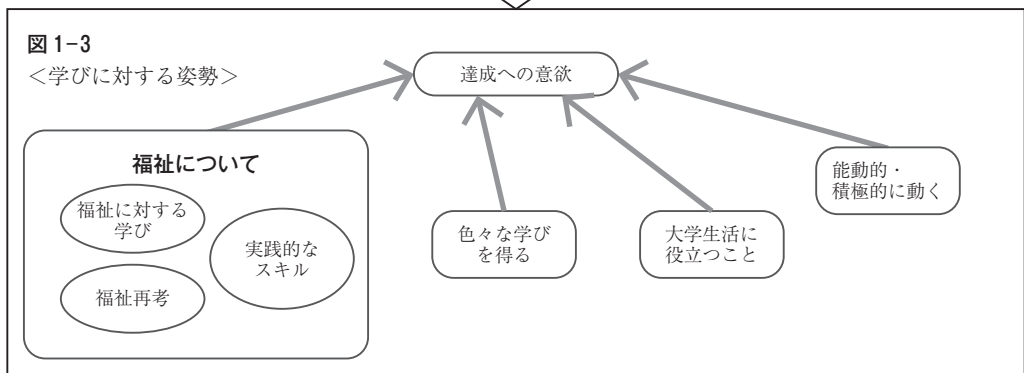 図1-3
＜学びに対する姿勢＞
達成への意欲
福祉について
福祉に対する
学び
実践的な
スキル
福祉再考
色々な学び
を得る
大学生活に
役立つこと
能動的・
積極的に動く